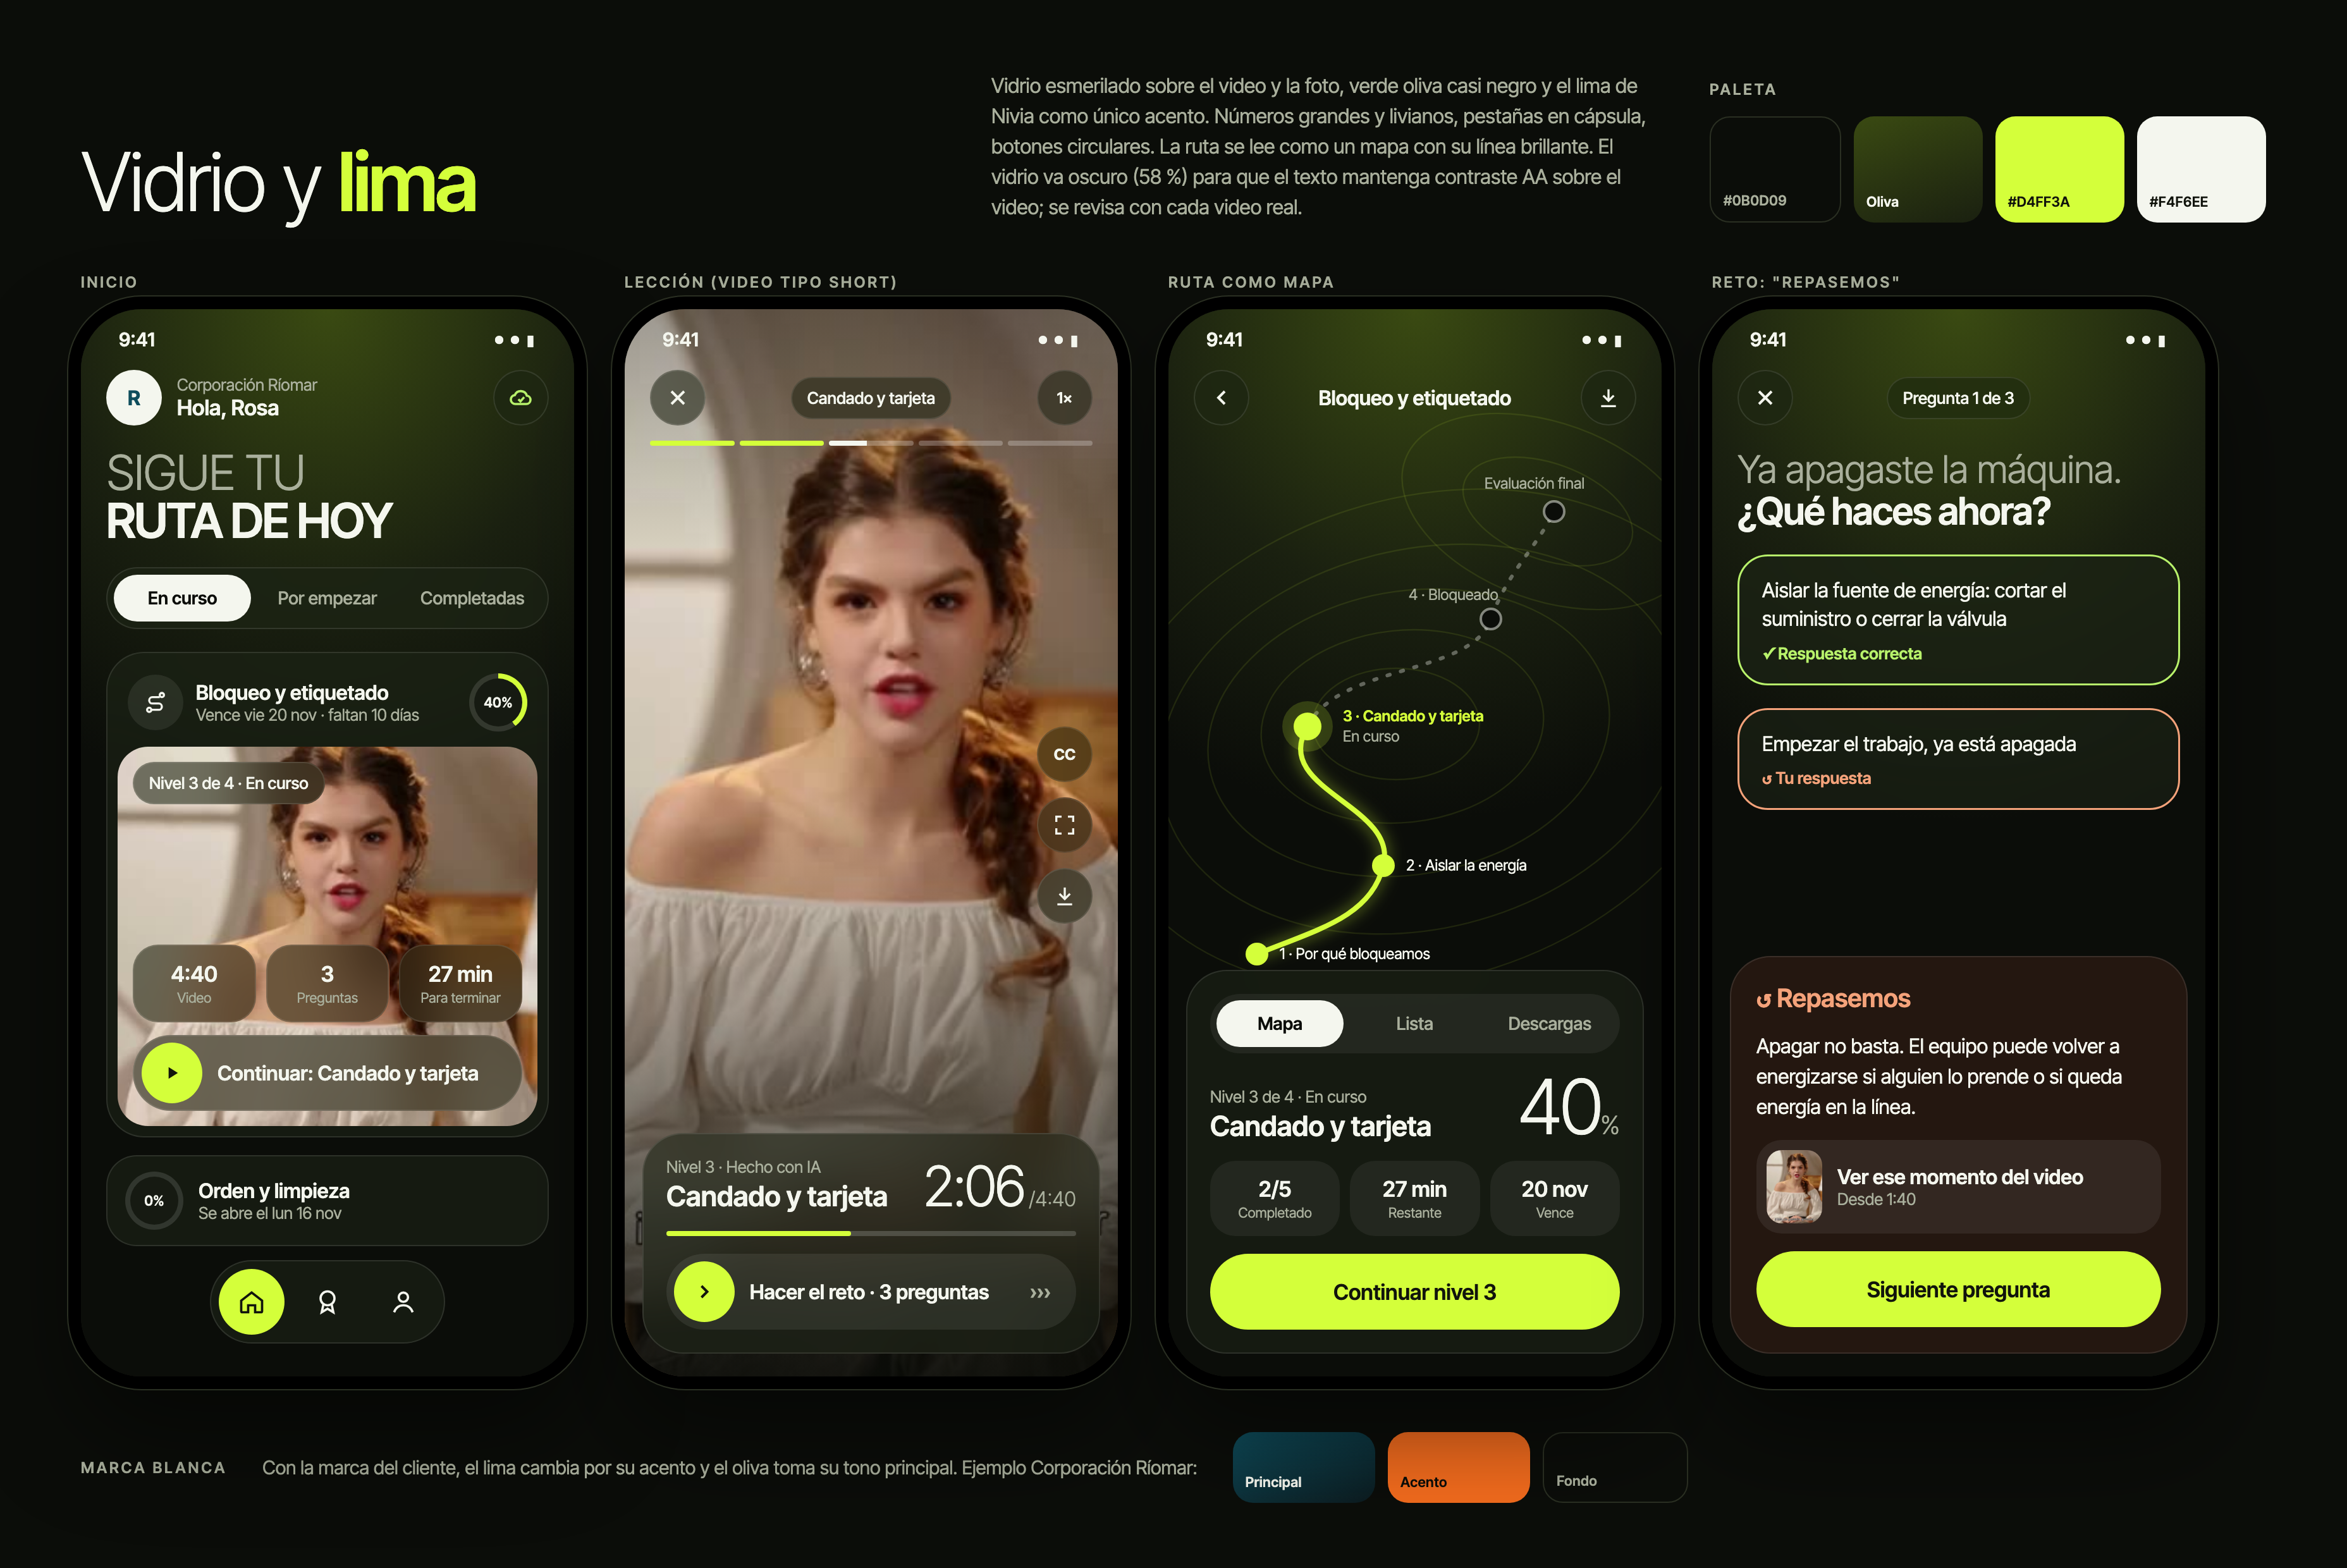 Vidrio y lima
Vidrio esmerilado sobre el video y la foto, verde oliva casi negro y el lima de
Nivia como único acento. Números grandes y livianos, pestañas en cápsula,
botones circulares. La ruta se lee como un mapa con su línea brillante. El
vidrio va oscuro (58 %) para que el texto mantenga contraste AA sobre el
video; se revisa con cada video real.
PALETA
#0B0D09
Oliva
#D4FF3A
#F4F6EE
INICIO
9:41
R
Corporación Ríomar
Hola, Rosa
SIGUE TU
RUTA DE HOY
En curso
Por empezar
Completadas
Bloqueo y etiquetado
Vence vie 20 nov · faltan 10 días
40%
Nivel 3 de 4 · En curso
4:40
Video
3
Preguntas
27 min
Para terminar
Continuar: Candado y tarjeta
0%
Orden y limpieza
Se abre el lun 16 nov
LECCIÓN (VIDEO TIPO SHORT)
9:41
Candado y tarjeta
1×
CC
Nivel 3 · Hecho con IA
Candado y tarjeta
2:06 /4:40
Hacer el reto · 3 preguntas
›››
RUTA COMO MAPA
9:41
Bloqueo y etiquetado
Evaluación final
4 · Bloqueado
3 · Candado y tarjeta
En curso
2 · Aislar la energía
1 · Por qué bloqueamos
Mapa
Lista
Descargas
Nivel 3 de 4 · En curso
Candado y tarjeta
40%
2/5
Completado
27 min
Restante
20 nov
Vence
Continuar nivel 3
RETO: "REPASEMOS"
9:41
Pregunta 1 de 3
Ya apagaste la máquina.
¿Qué haces ahora?
Aislar la fuente de energía: cortar el
suministro o cerrar la válvula
✓ Respuesta correcta
Empezar el trabajo, ya está apagada
↺ Tu respuesta
↺ Repasemos
Apagar no basta. El equipo puede volver a
energizarse si alguien lo prende o si queda
energía en la línea.
Ver ese momento del video
Desde 1:40
Siguiente pregunta
MARCA BLANCA
Con la marca del cliente, el lima cambia por su acento y el oliva toma su tono principal. Ejemplo Corporación Ríomar:
Principal
Acento
Fondo